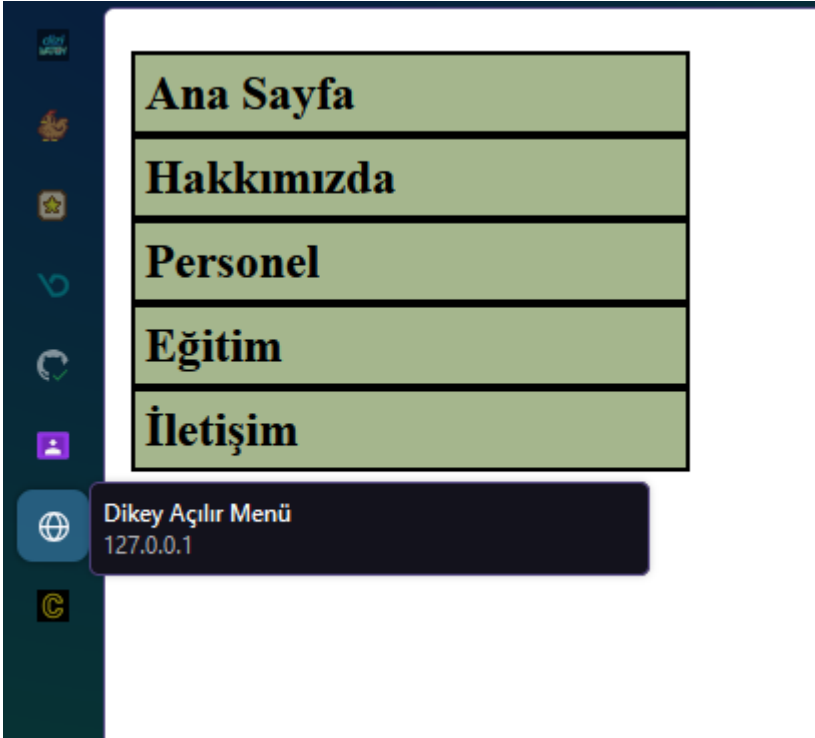 Ana Sayfa
Hakkımızda
Personel
Eğitim
İletişim
Dikey Açılır Menü
127.0.0.1